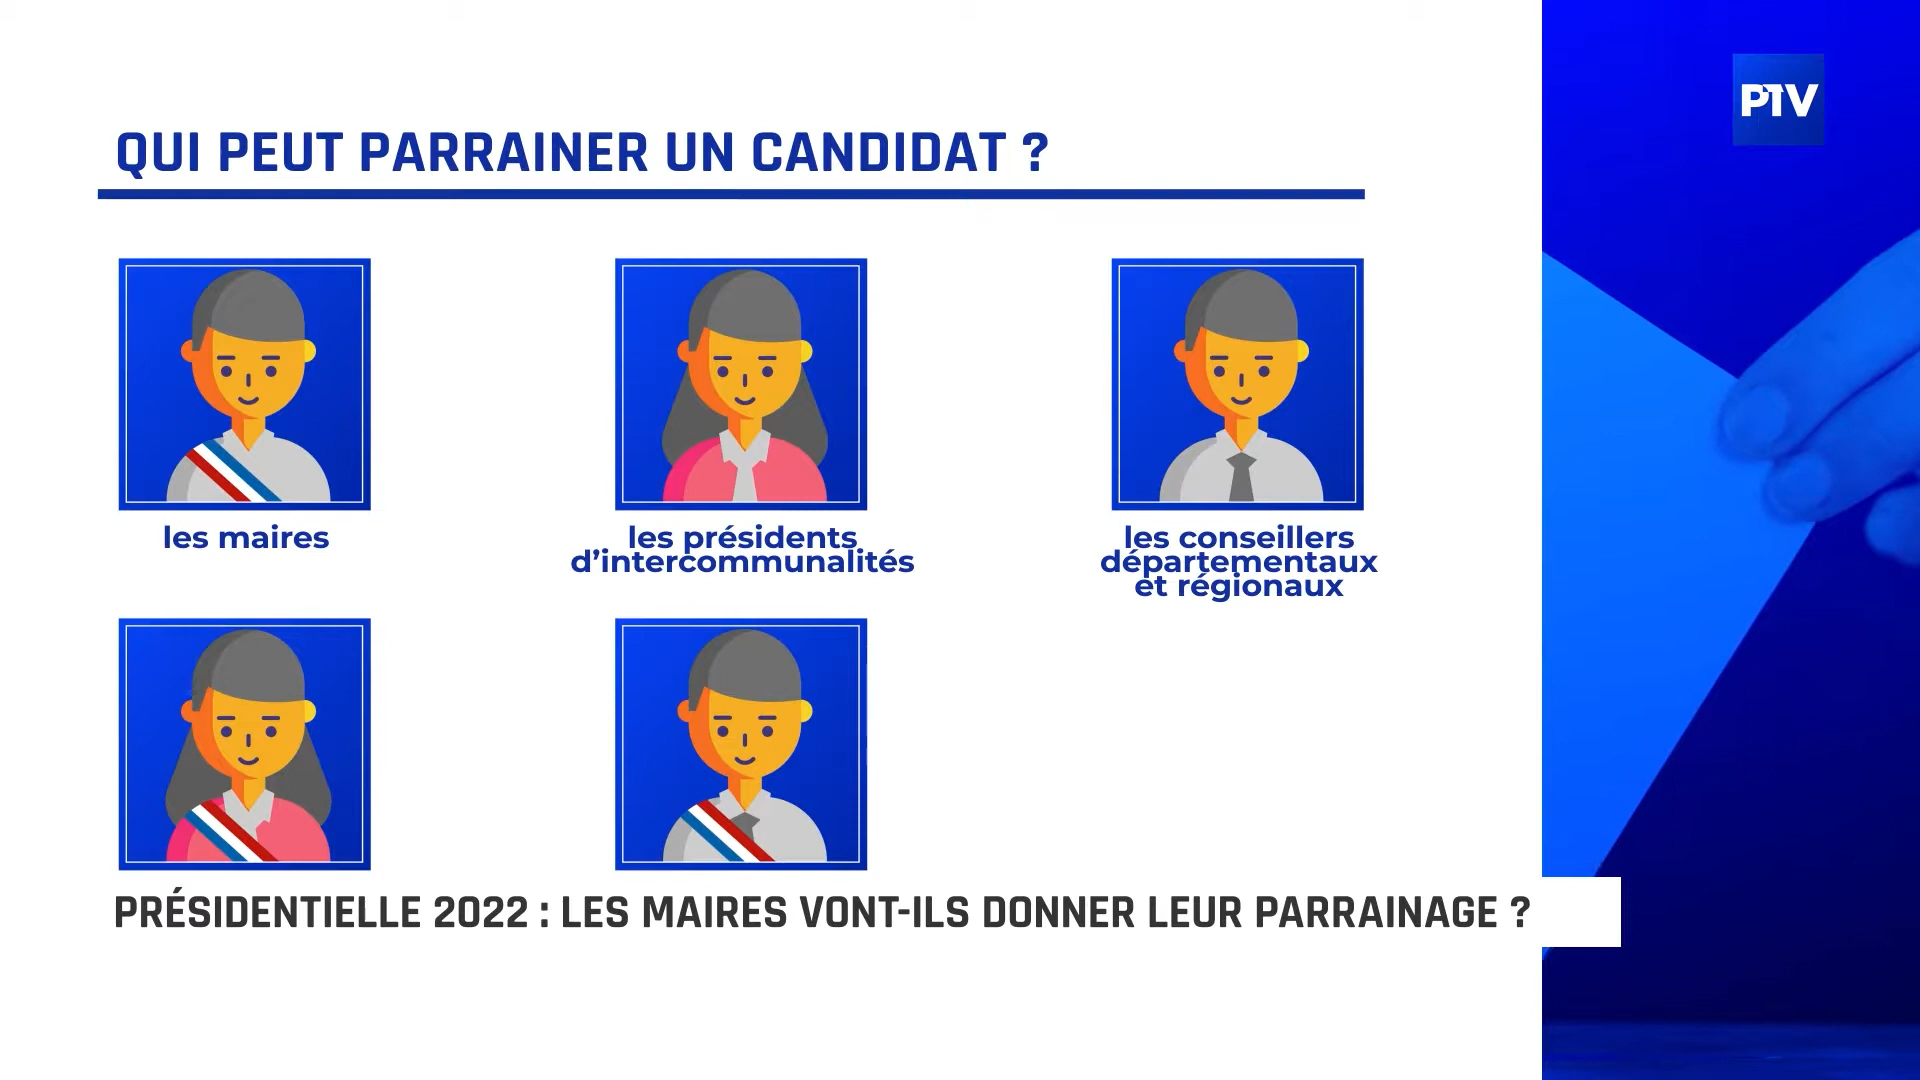 PTV
QUI PEUT PARRAINER UN CANDIDAT ?
les maires
les présidents
d’intercommunalités
les conseillers
départementaux
et régionaux
PRÉSIDENTIELLE 2022 : LES MAIRES VONT-ILS DONNER LEUR PARRAINAGE ?